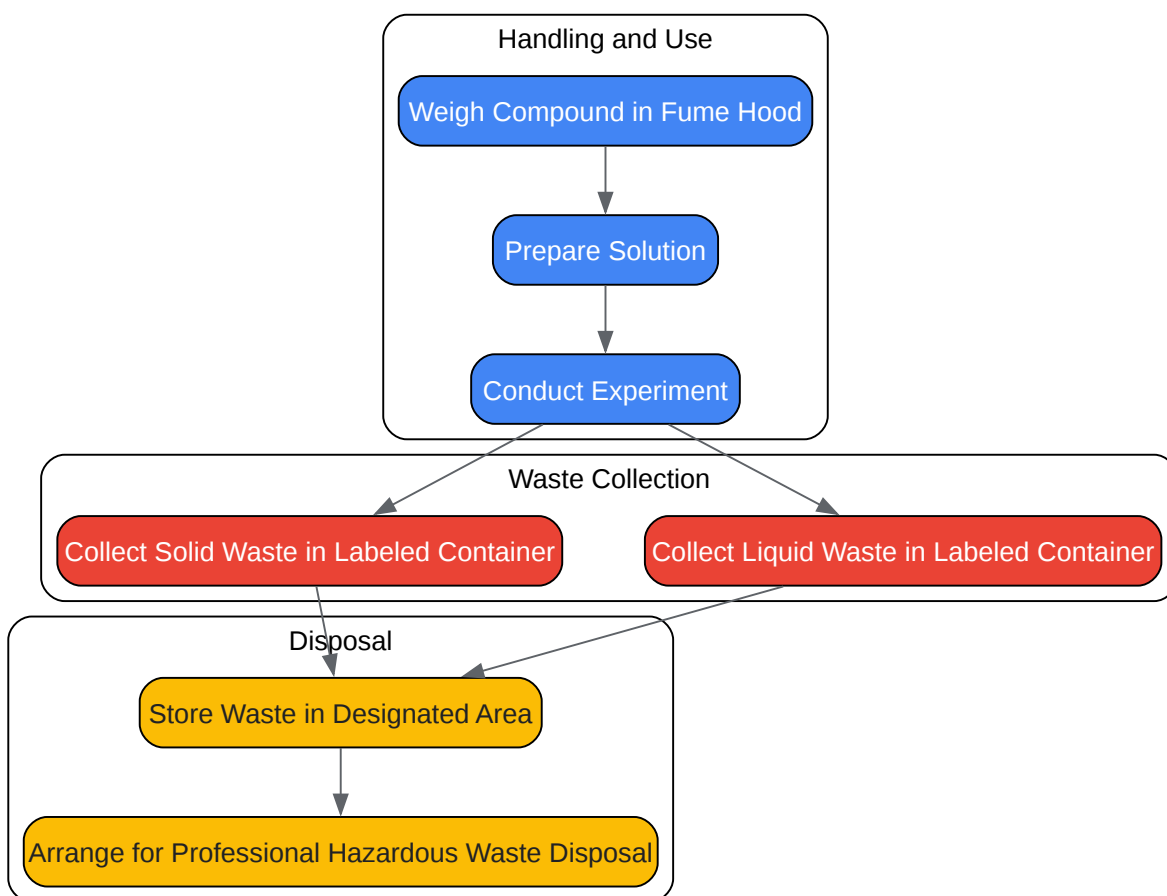 Handling and Use
Weigh Compound in Fume Hood
Prepare Solution
Conduct Experiment
Waste Collection
Collect Solid Waste in Labeled Container
Collect Liquid Waste in Labeled Container
Disposal
Store Waste in Designated Area
Arrange for Professional Hazardous Waste Disposal